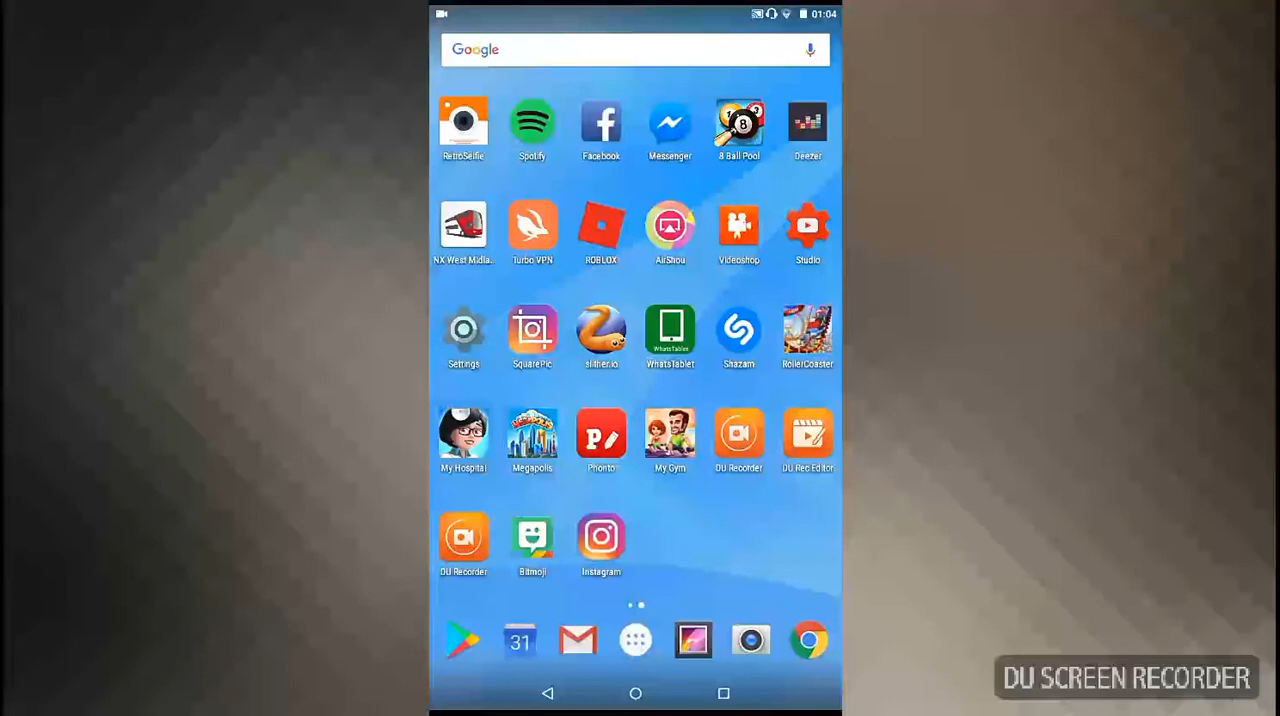 01:04
Google
RetroSelfie Spotify Facebook Messenger 8 Ball Pool Deezer
NX West Midla.. Turbo VPN ROBLOX AirShou Videoshop Studio
WhatsTablet
Settings SquarePic slither.io WhatsTablet Shazam RollerCoaster
MEGAPOLIS
My Hospital Megapolis Phonto My Gym DU Recorder DU Rec Editor
DU Recorder Bitmoji Instagram
31
DU SCREEN RECORDER